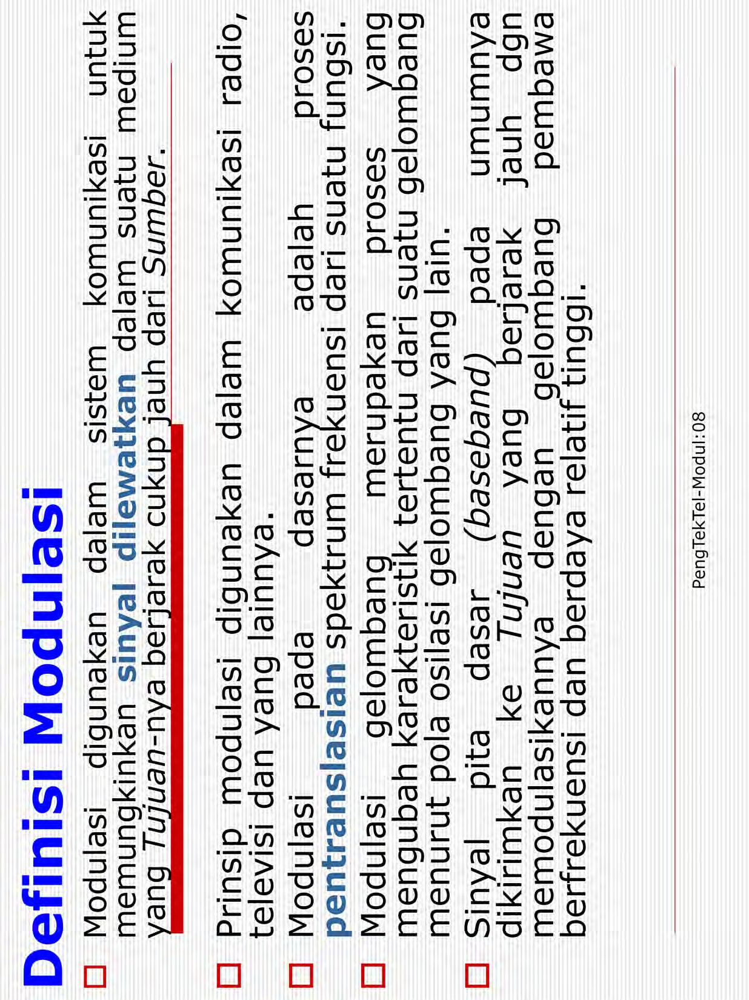 Definisi Modulasi
Modulasi digunakan dalam sistem komunikasi untuk
memungkinkan sinyal dilewatkan dalam suatu medium
yang Tujuan-nya berjarak cukup jauh dari Sumber.
Prinsip modulasi digunakan dalam komunikasi radio,
televisi dan yang lainnya.
Modulasi pada dasarnya adalah proses
pentranslasian spektrum frekuensi dari suatu fungsi.
Modulasi gelombang merupakan proses yang
mengubah karakteristik tertentu dari suatu gelombang
menurut pola osilasi gelombang yang lain.
Sinyal pita dasar (baseband) pada umumnya
dikirimkan ke Tujuan yang berjarak jauh dgn
memodulasikannya dengan gelombang pembawa
berfrekuensi dan berdaya relatif tinggi.
PengTekTel-Modul:08